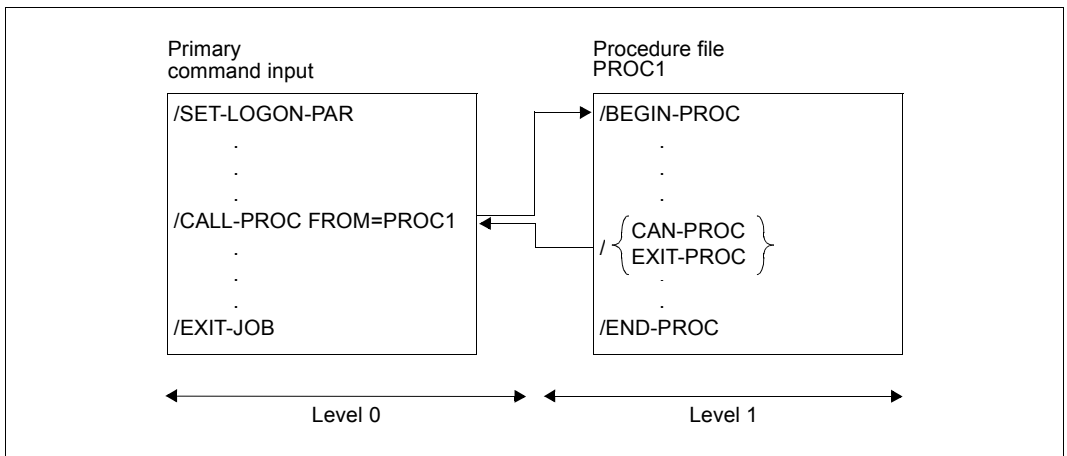 Primary
command input
/SET-LOGON-PAR
.
.
.
/CALL-PROC FROM=PROC1
.
.
.
/EXIT-JOB
Procedure file
PROC1
/BEGIN-PROC
.
.
.
/ { CAN-PROC
EXIT-PROC }
.
.
/END-PROC
Level 0
Level 1